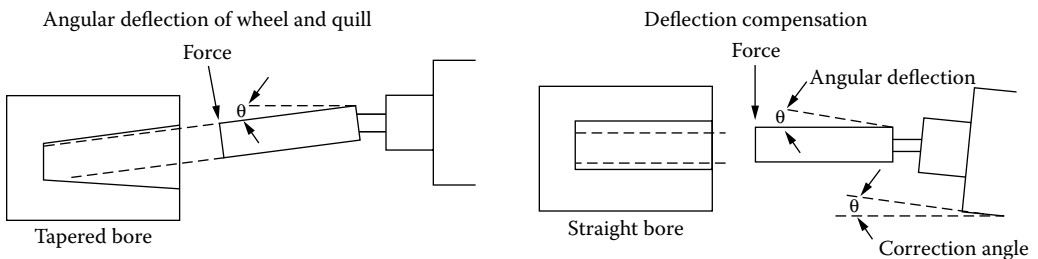 Angular deflection of wheel and quill
Force
θ
Tapered bore
Deflection compensation
Force
Angular deflection
θ
θ
Straight bore
Correction angle